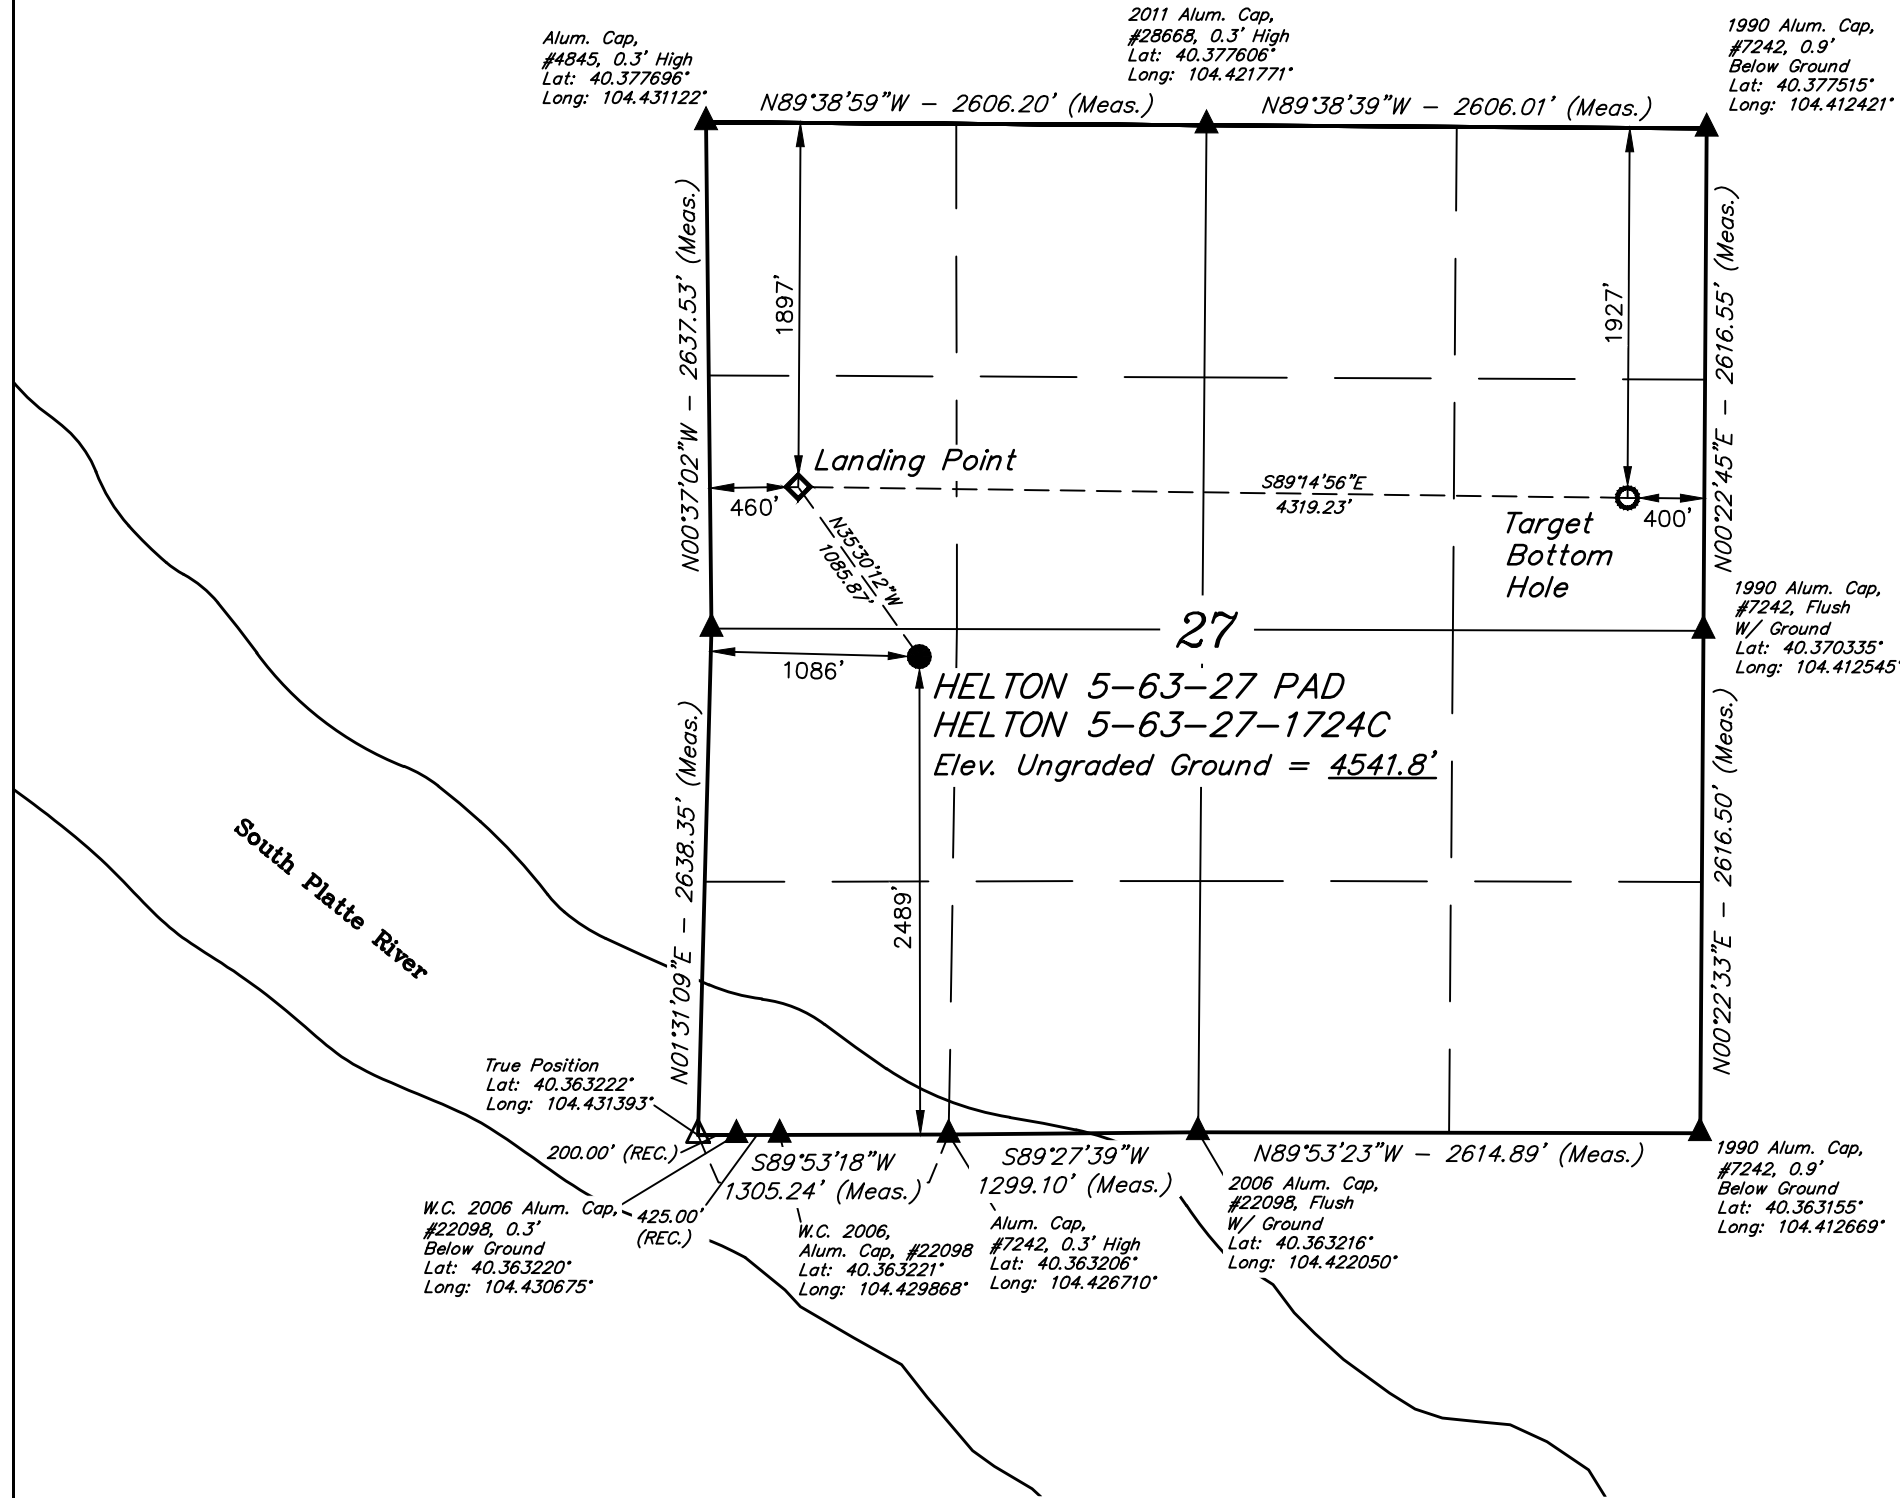 Alum. Cap,
#4845, 0.3' High
Lat: 40.377696°
Long: 104.431122°
2011 Alum. Cap,
#28668, 0.3' High
Lat: 40.377606°
Long: 104.421771°
1990 Alum. Cap,
#7242, 0.9'
Below Ground
Lat: 40.377515°
Long: 104.412421°
N89°38'59"W - 2606.20' (Meas.)
N89°38'39"W - 2606.01' (Meas.)
N00°37'02"W - 2637.53' (Meas.)
1897'
1927'
N00°22'45"E - 2616.55' (Meas.)
Landing Point
460'
S89°14'56"E
4319.23'
400'
Target
Bottom
Hole
N35°30'12"W
1085.87'
1990 Alum. Cap,
#7242, Flush
W/ Ground
Lat: 40.370335°
Long: 104.412545°
27
1086'
HELTON 5-63-27 PAD
HELTON 5-63-27-1724C
Elev. Ungraded Ground = 4541.8'
N01°31'09"E - 2638.35' (Meas.)
2489'
N00°22'33"E - 2616.50' (Meas.)
South Platte River
True Position
Lat: 40.363222°
Long: 104.431393°
200.00' (REC.)
S89°53'18"W
1305.24' (Meas.)
S89°27'39"W
1299.10' (Meas.)
N89°53'23"W - 2614.89' (Meas.)
1990 Alum. Cap,
#7242, 0.9'
Below Ground
Lat: 40.363155°
Long: 104.412669°
W.C. 2006 Alum. Cap,
#22098, 0.3'
Below Ground
Lat: 40.363220°
Long: 104.430675°
425.00'
(REC.)
W.C. 2006,
Alum. Cap, #22098
Lat: 40.363221°
Long: 104.429868°
Alum. Cap,
#7242, 0.3' High
Lat: 40.363206°
Long: 104.426710°
2006 Alum. Cap,
#22098, Flush
W/ Ground
Lat: 40.363216°
Long: 104.422050°